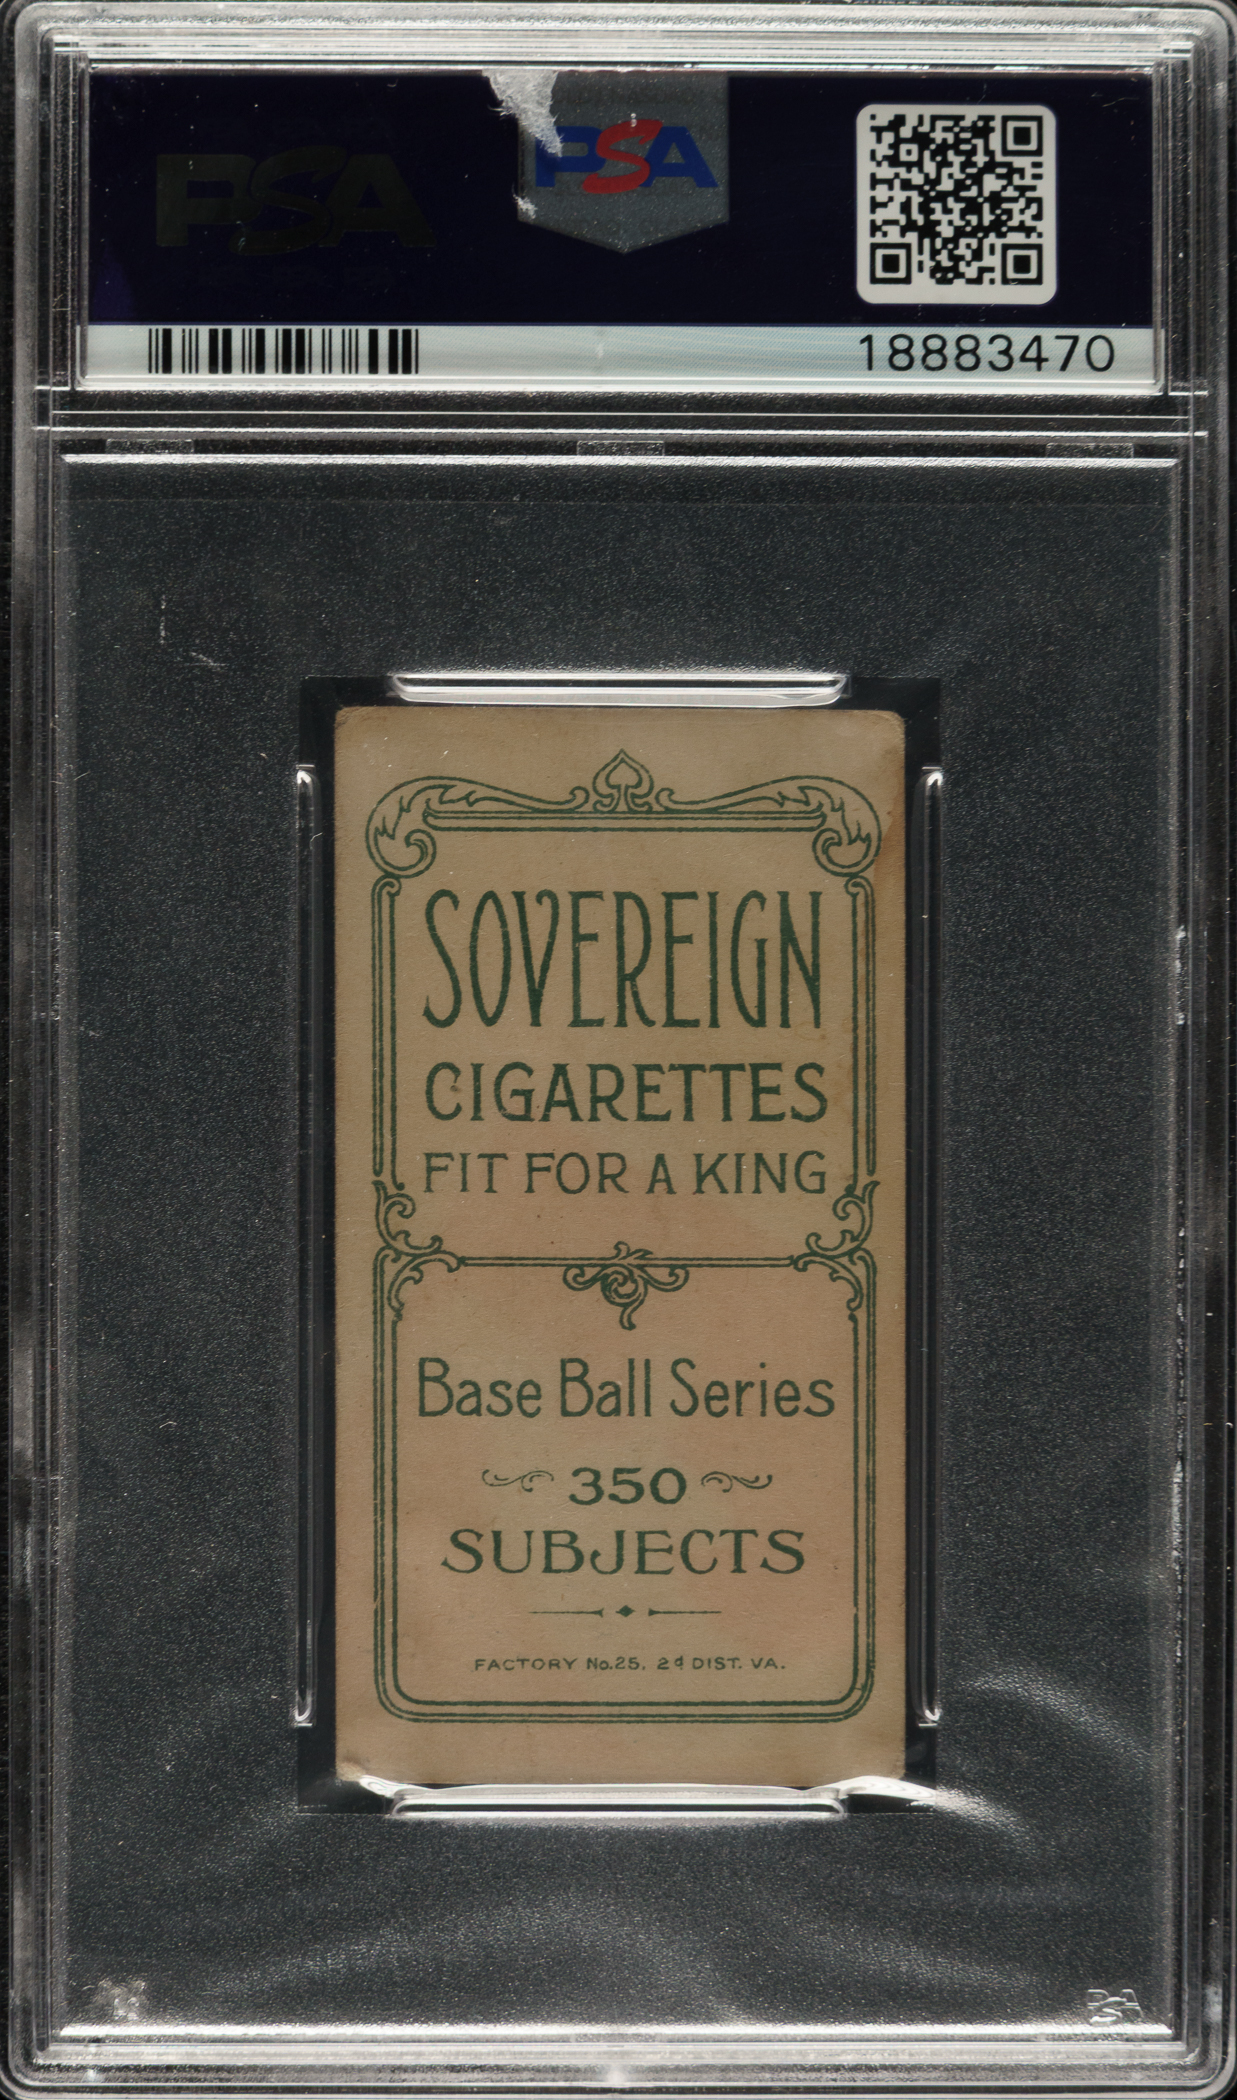 PSA
PSA
18883470
SOVEREIGN
CIGARETTES
FIT FOR A KING
Base Ball Series
350
SUBJECTS
FACTORY No. 25, 2d DIST. VA.
PSA